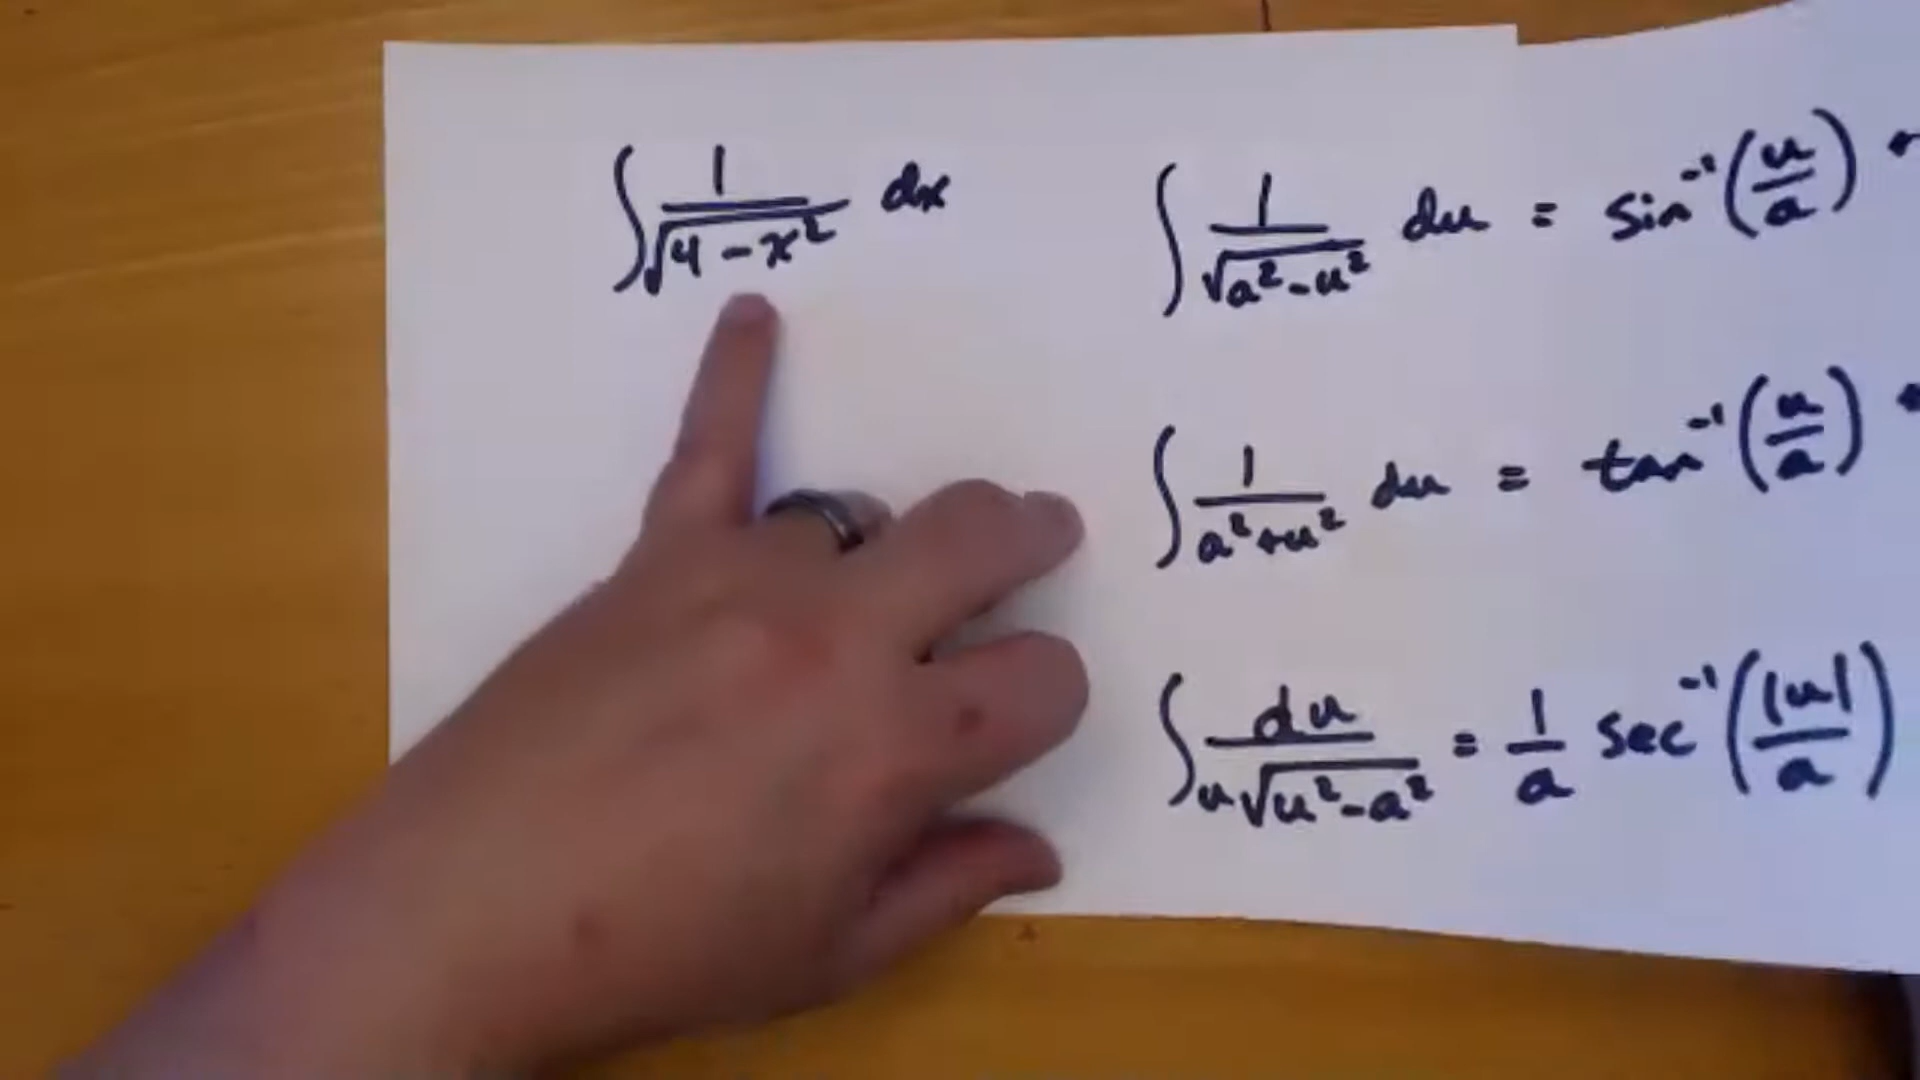 ∫ 1/√(4 - x²) dx
∫ 1/√(a² - u²) du = sin⁻¹(u/a)
∫ 1/(a² + u²) du = tan⁻¹(u/a)
∫ du/(u√(u² - a²)) = 1/a sec⁻¹(|u|/a)